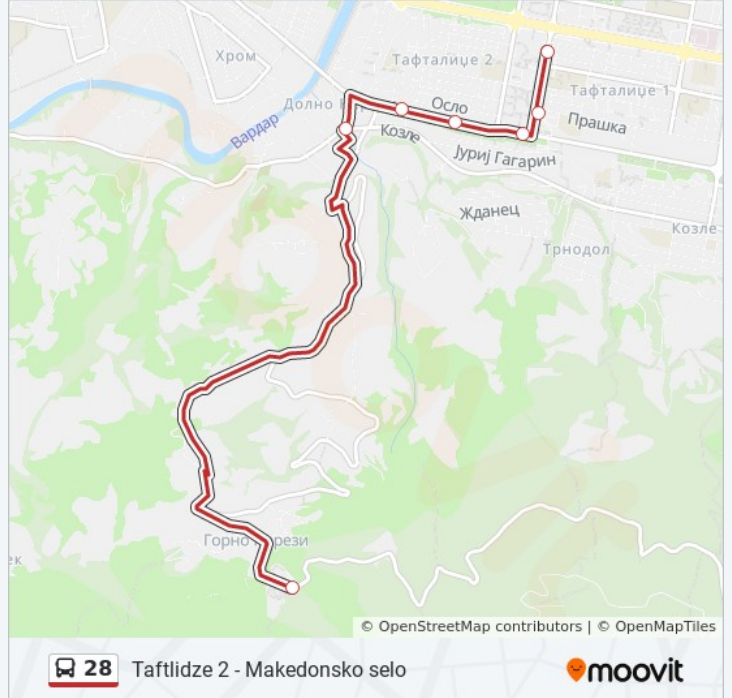 Хром
Тафталиџе 2
Тафталиџе 1
Долно
Осло
Прашка
Вардар
Козле
Јуриј Гагарин
Жданец
Козле
Трнодол
Горно
© OpenStreetMap contributors | © OpenMapTiles
28 Taftlidze 2 - Makedonsko selo
moovit